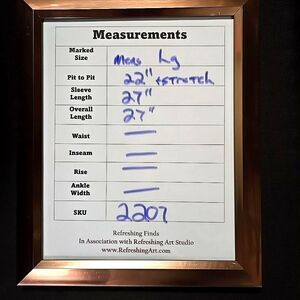 Measurements
Marked Size Mens Lg
Pit to Pit 22" +stretch
Sleeve Length 27"
Overall Length 27"
Waist —
Inseam —
Rise —
Ankle Width —
SKU 2207
Refreshing Finds
In Association with Refreshing Art Studio
www.RefreshingArt.com